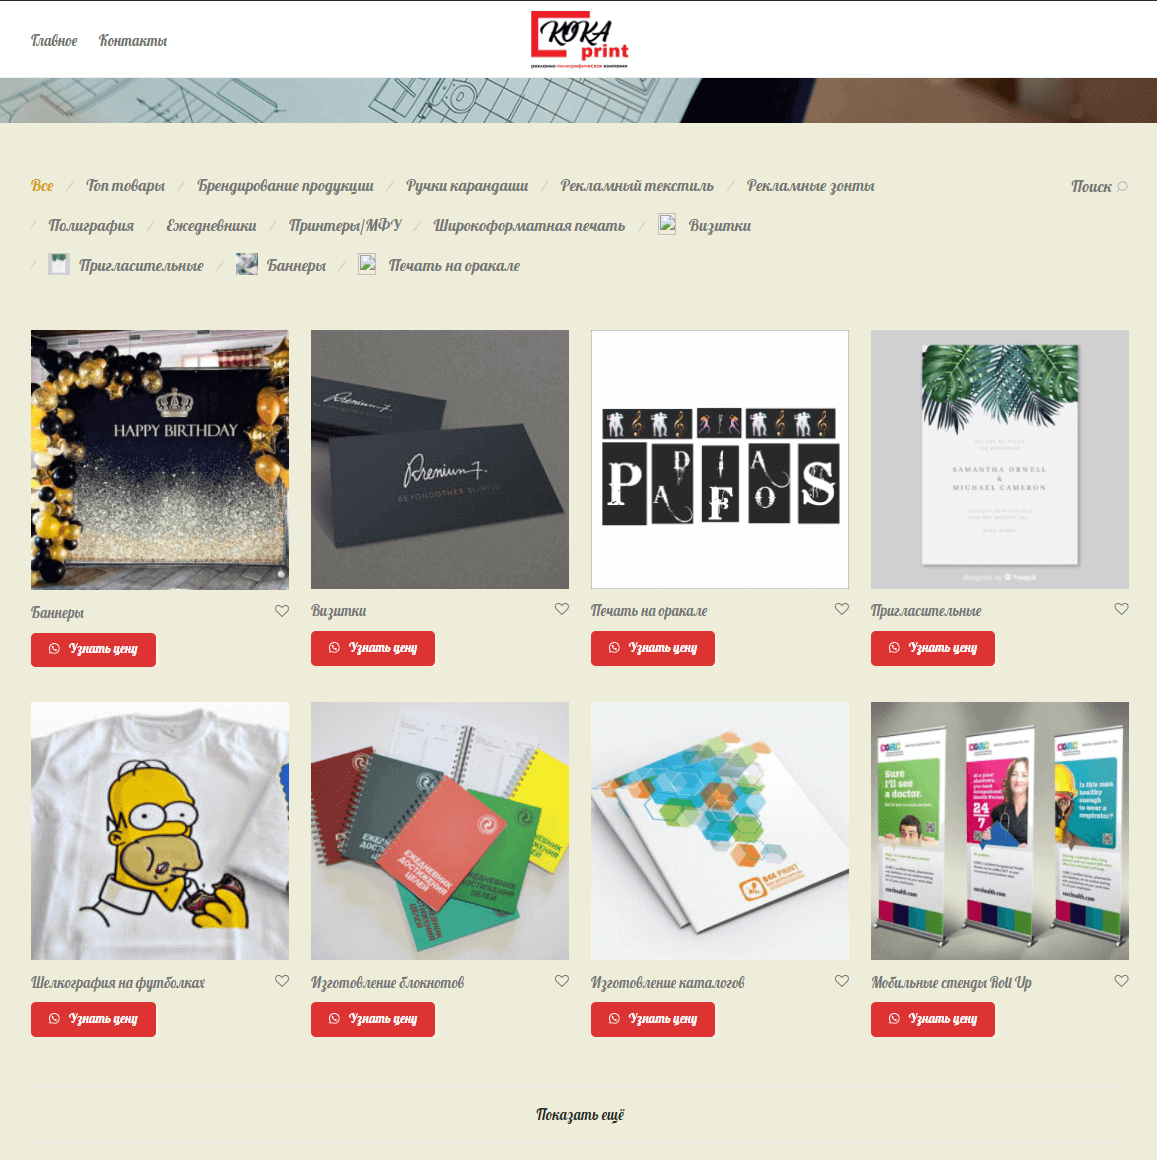 Главное Контакты
КОКА
print
рекламно-полиграфическая компания
Все / Топ товары / Брендирование продукции / Ручки карандаши / Рекламный текстиль / Рекламные зонты
Поиск
/ Полиграфия / Ежедневники / Принтеры/МФУ / Широкоформатная печать / Визитки
/ Пригласительные / Баннеры / Печать на оракале
HAPPY BIRTHDAY
Premium
BEYOND
PAPDIFAOS
SAMANTHA ORWELL
&
MICHAEL CAMERON
designed by freepik
Баннеры
Визитки
Печать на оракале
Пригласительные
Узнать цену
Узнать цену
Узнать цену
Узнать цену
ЕЖЕДНЕВНИК
ДОСТИЖЕНИЯ
ЦЕЛЕЙ
PRINT
Sure
I'll see
a doctor.
24
7
Is this man
healthy
enough
to wear a
respirator?
Шелкография на футболках
Изготовление блокнотов
Изготовление каталогов
Мобильные стенды Roll Up
Узнать цену
Узнать цену
Узнать цену
Узнать цену
Показать ещё